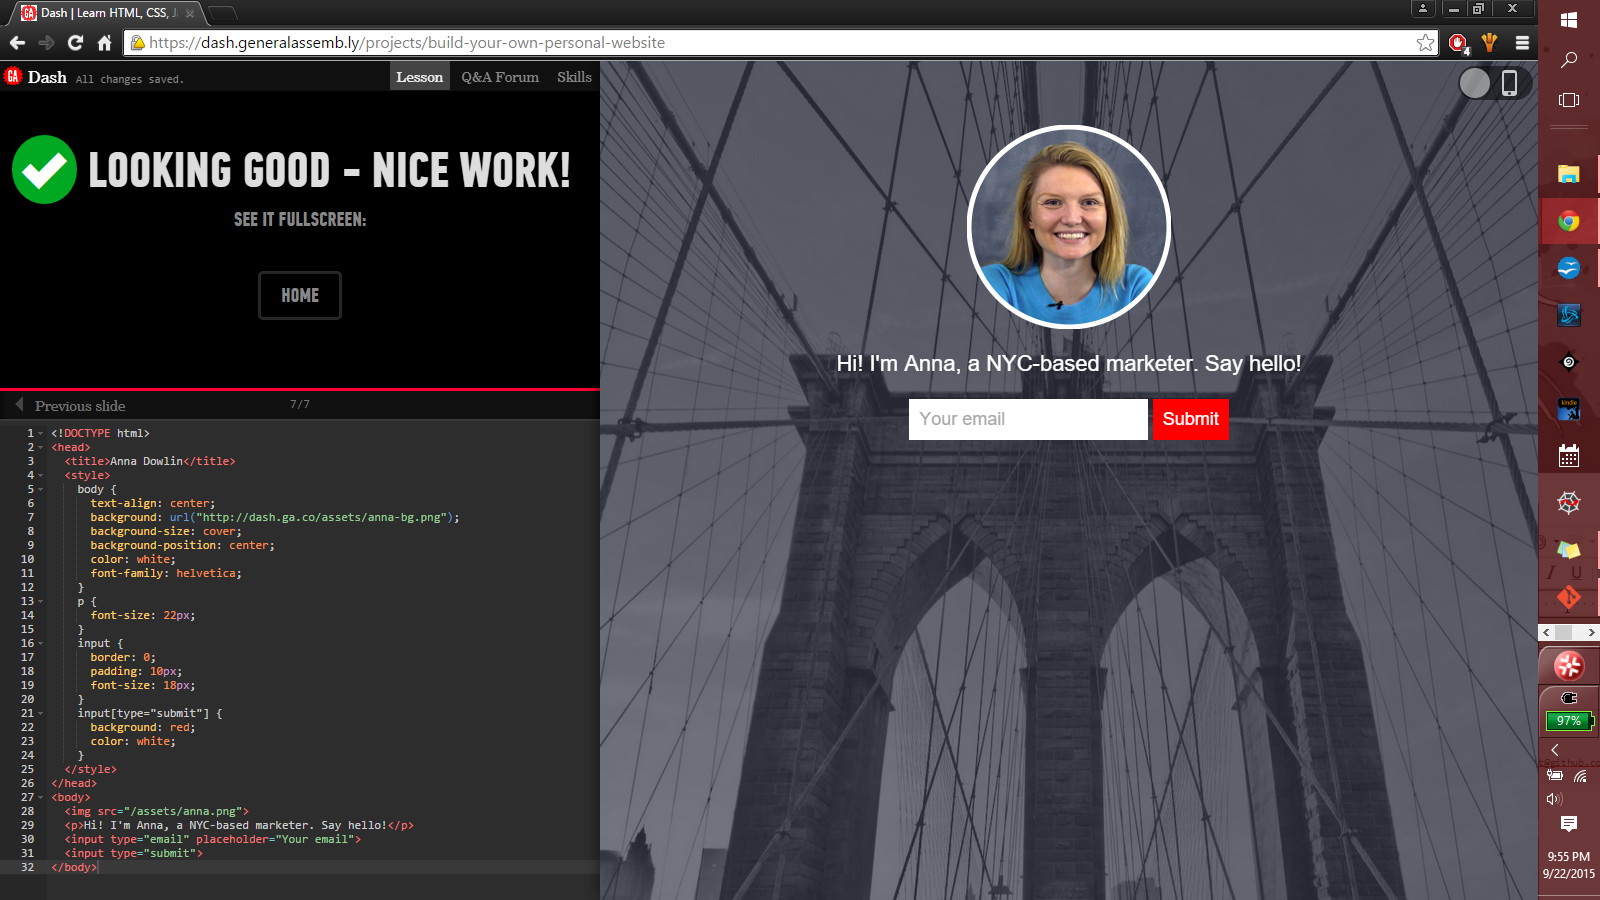 Dash | Learn HTML, CSS, J
https://dash.generalassemb.ly/projects/build-your-own-personal-website
4
GA Dash All changes saved. Lesson Q&A Forum Skills
LOOKING GOOD - NICE WORK!
SEE IT FULLSCREEN:
HOME
Previous slide 7/7
1 <!DOCTYPE html>
2 <head>
3 <title>Anna Dowlin</title>
4 <style>
5 body {
6 text-align: center;
7 background: url("http://dash.ga.co/assets/anna-bg.png");
8 background-size: cover;
9 background-position: center;
10 color: white;
11 font-family: helvetica;
12 }
13 p {
14 font-size: 22px;
15 }
16 input {
17 border: 0;
18 padding: 10px;
19 font-size: 18px;
20 }
21 input[type="submit"] {
22 background: red;
23 color: white;
24 }
25 </style>
26 </head>
27 <body>
28 <img src="/assets/anna.png">
29 <p>Hi! I'm Anna, a NYC-based marketer. Say hello!</p>
30 <input type="email" placeholder="Your email">
31 <input type="submit">
32 </body>
Hi! I'm Anna, a NYC-based marketer. Say hello!
Your email Submit
kindle
I U
97%
9:55 PM
9/22/2015